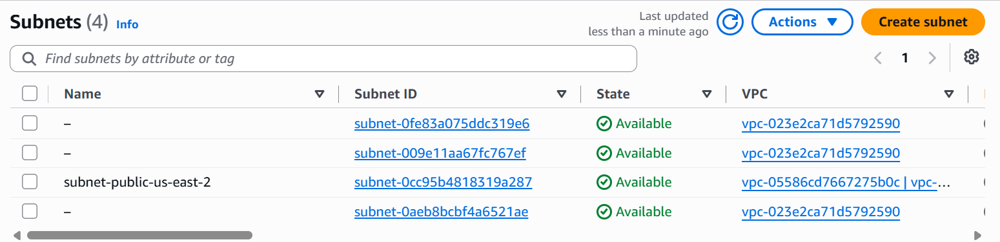 Subnets (4) Info
Last updated
less than a minute ago
Actions
Create subnet
Find subnets by attribute or tag
1
Name Subnet ID State VPC
– subnet-0fe83a075ddc319e6 Available vpc-023e2ca71d5792590
– subnet-009e11aa67fc767ef Available vpc-023e2ca71d5792590
subnet-public-us-east-2 subnet-0cc95b4818319a287 Available vpc-05586cd7667275b0c | vpc-...
– subnet-0aeb8bcbf4a6521ae Available vpc-023e2ca71d5792590